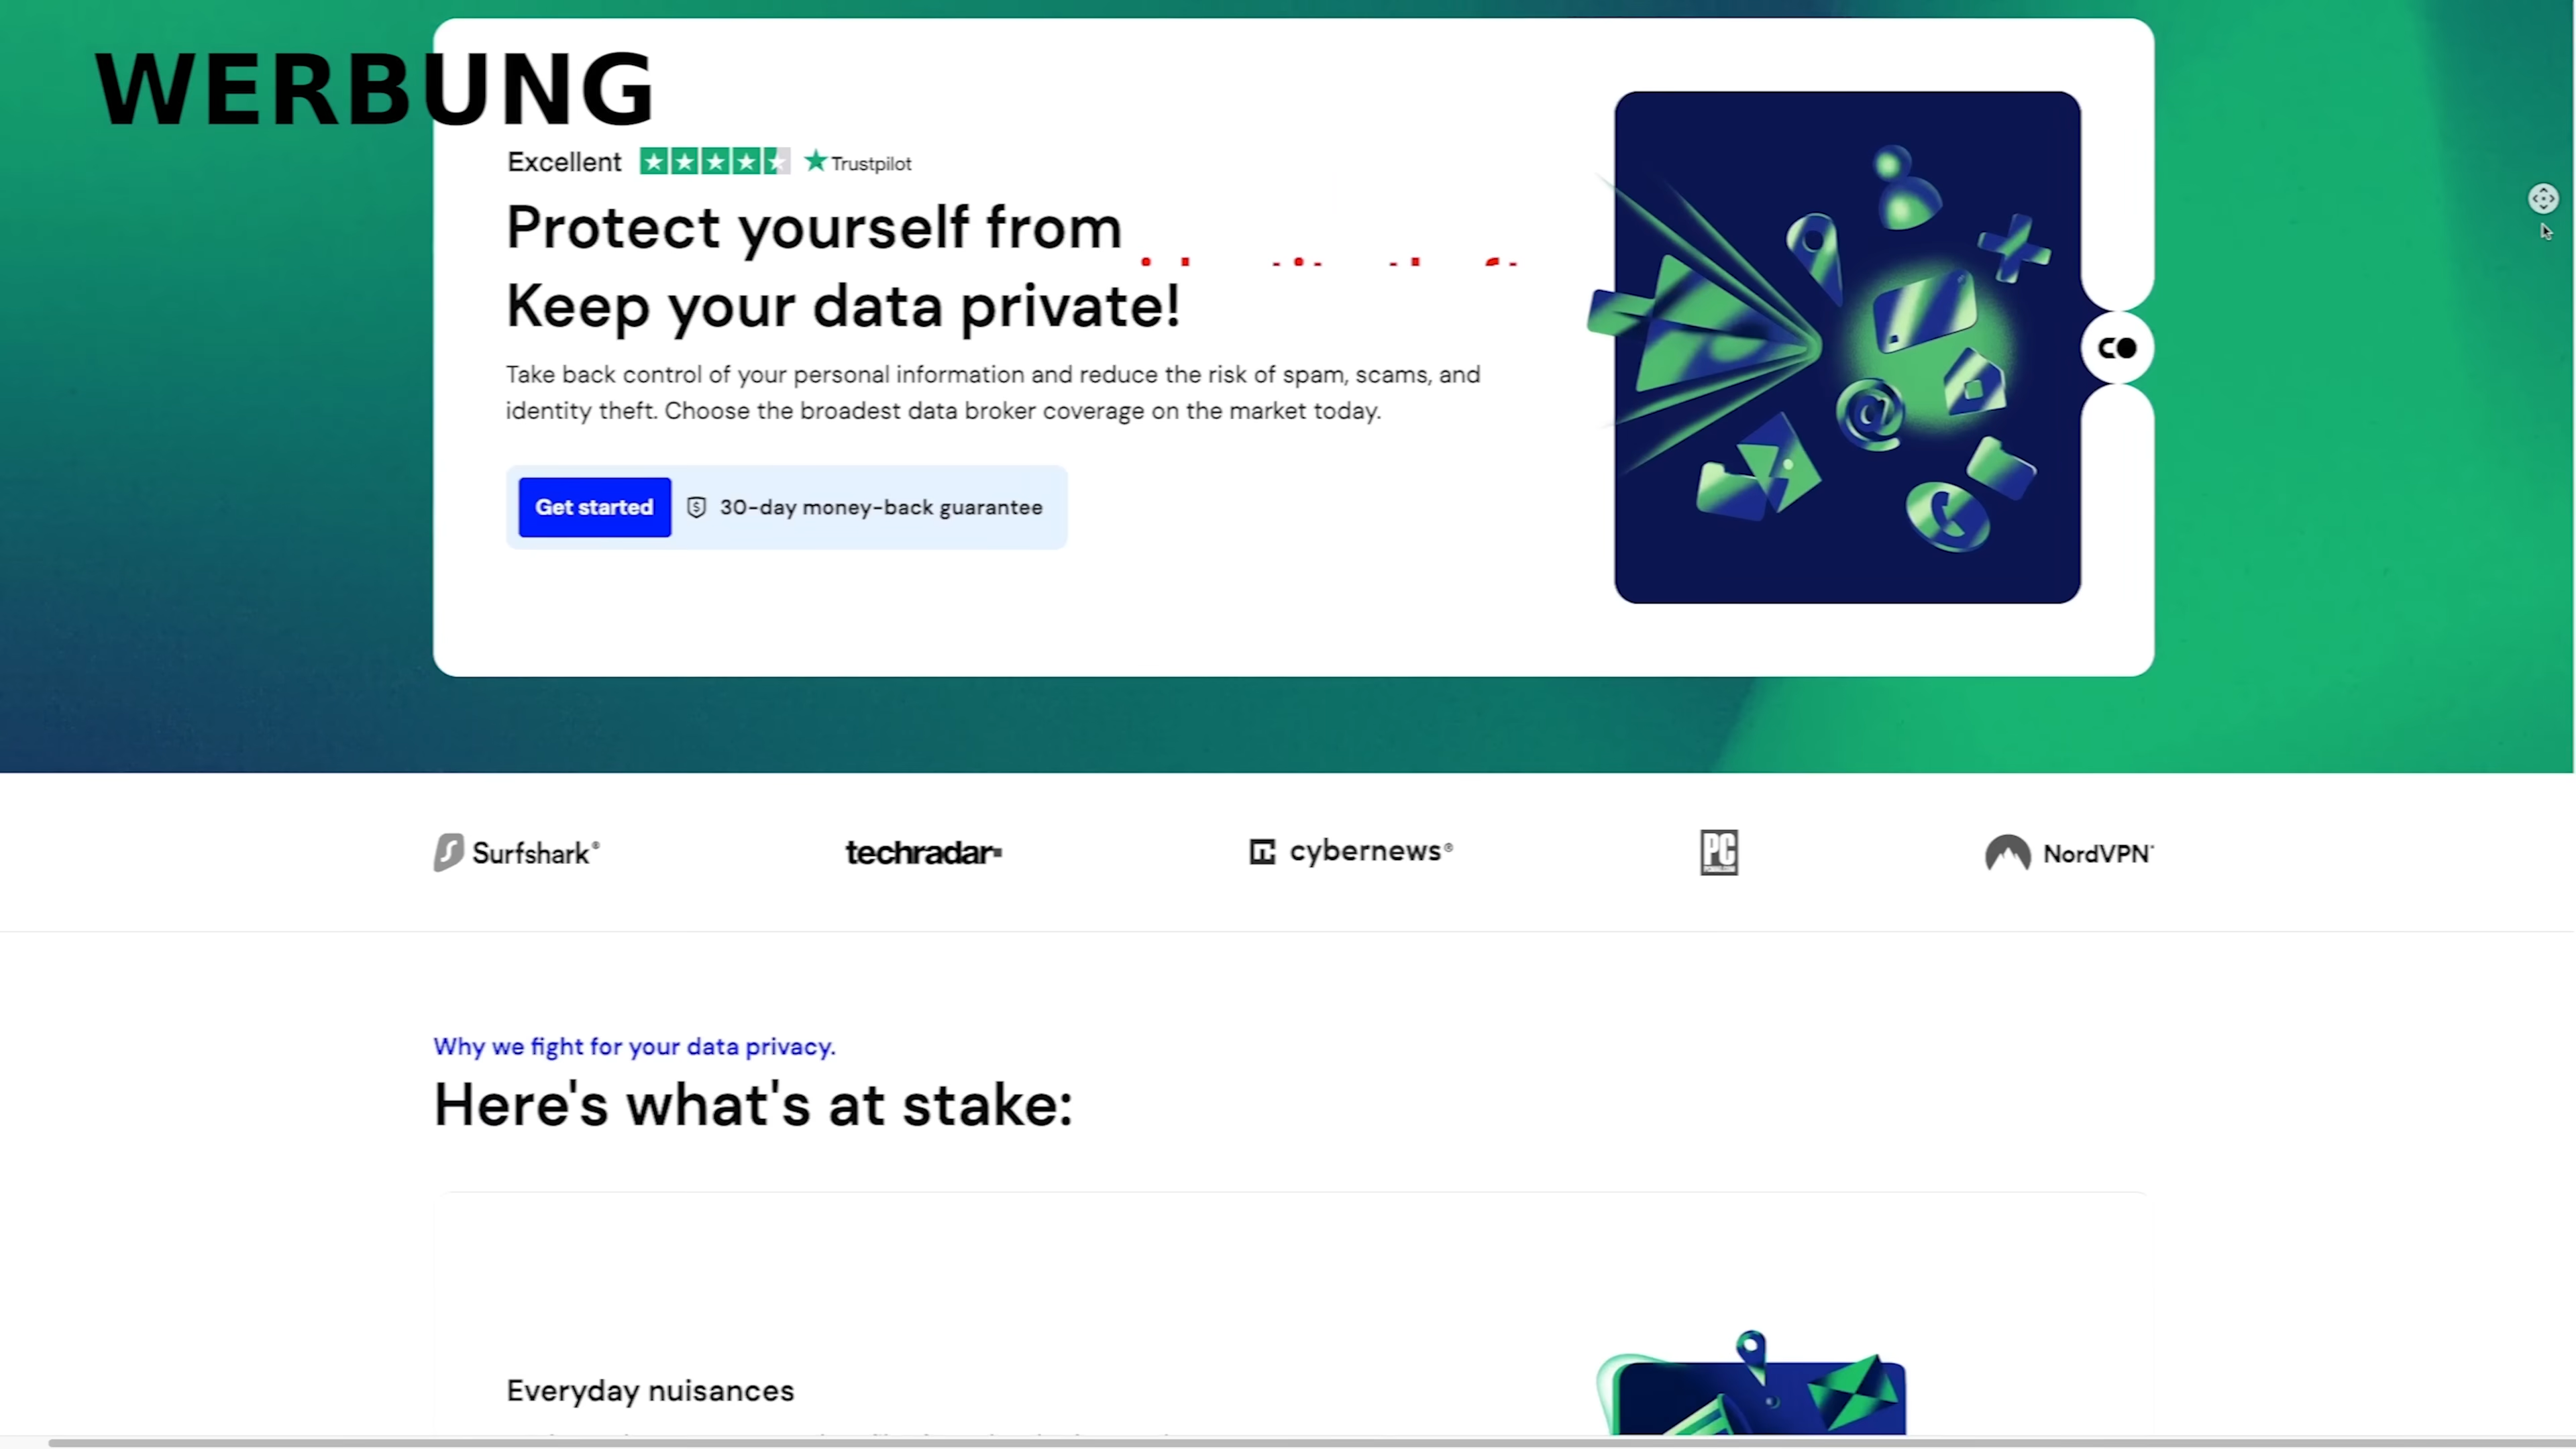 WERBUNG
Excellent
Trustpilot
Protect yourself from
Keep your data private!
Take back control of your personal information and reduce the risk of spam, scams, and
identity theft. Choose the broadest data broker coverage on the market today.
Get started
30-day money-back guarantee
Surfshark®
techradar
cybernews®
PC
NordVPN
Why we fight for your data privacy.
Here's what's at stake:
Everyday nuisances